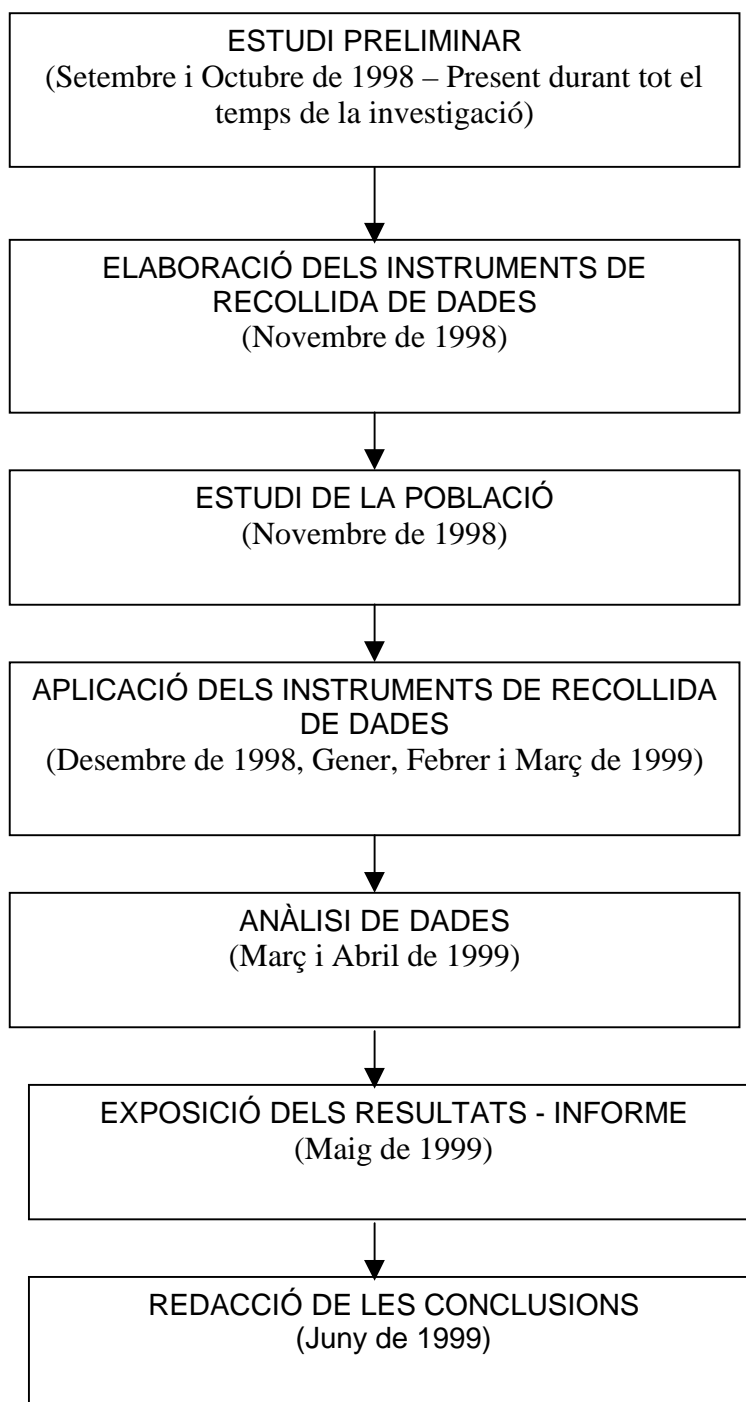 ESTUDI PRELIMINAR
(Setembre i Octubre de 1998 – Present durant tot el
temps de la investigació)
ELABORACIÓ DELS INSTRUMENTS DE
RECOLLIDA DE DADES
(Novembre de 1998)
ESTUDI DE LA POBLACIÓ
(Novembre de 1998)
APLICACIÓ DELS INSTRUMENTS DE RECOLLIDA
DE DADES
(Desembre de 1998, Gener, Febrer i Març de 1999)
ANÀLISI DE DADES
(Març i Abril de 1999)
EXPOSICIÓ DELS RESULTATS - INFORME
(Maig de 1999)
REDACCIÓ DE LES CONCLUSIONS
(Juny de 1999)